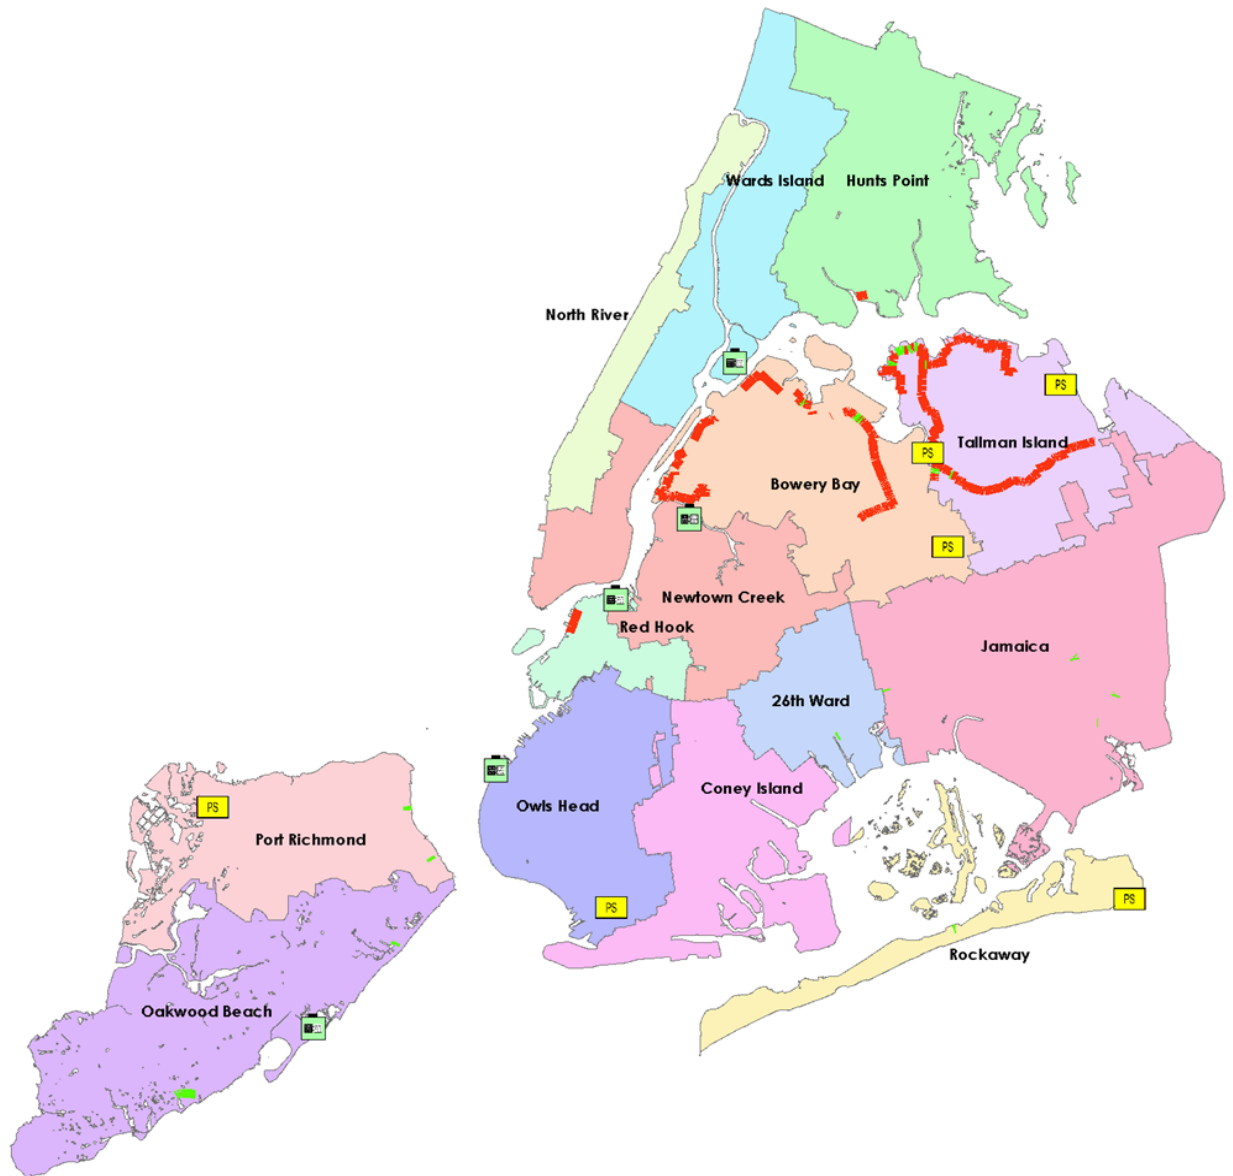 Wards Island
Hunts Point
North River
PS
Tallman Island
PS
Bowery Bay
PS
Newtown Creek
Red Hook
Jamaica
26th Ward
Coney Island
Owls Head
PS
Port Richmond
PS
PS
Rockaway
Oakwood Beach